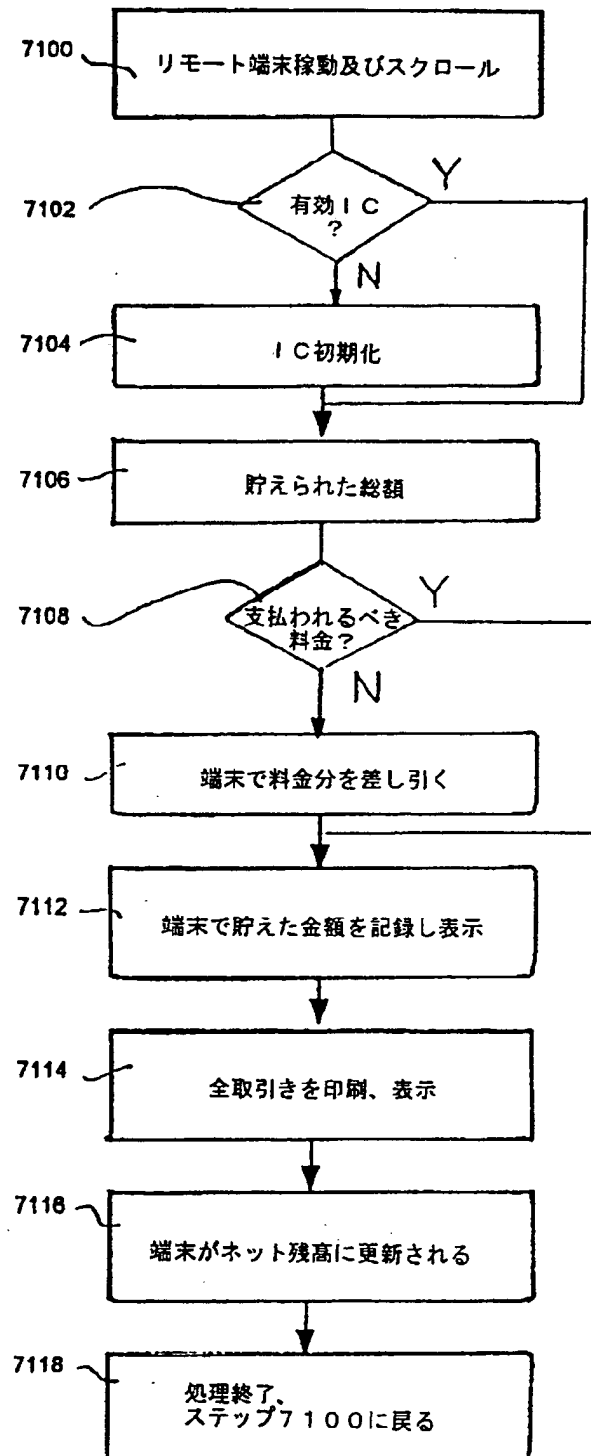 7100
リモート端末稼動及びスクロール
7102
有効IC
?
Y
N
7104
IC初期化
7106
貯えられた総額
7108
支払われるべき
料金?
Y
N
7110
端末で料金分を差し引く
7112
端末で貯えた金額を記録し表示
7114
全取引きを印刷、表示
7116
端末がネット残高に更新される
7118
処理終了、
ステップ7100に戻る